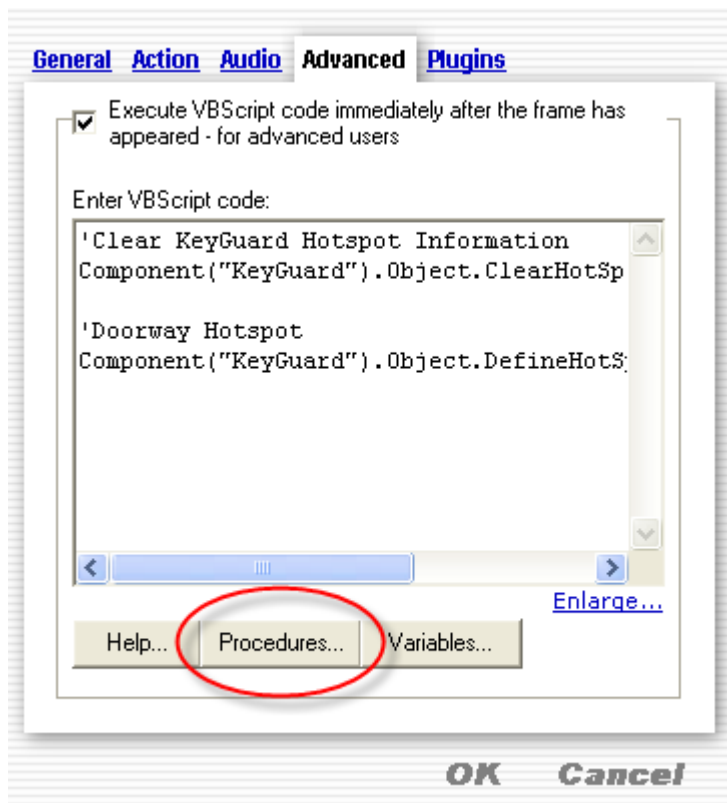 General Action Audio Advanced Plugins
Execute VBScript code immediately after the frame has
appeared - for advanced users
Enter VBScript code:
'Clear KeyGuard Hotspot Information
Component("KeyGuard").Object.ClearHotSp
'Doorway Hotspot
Component("KeyGuard").Object.DefineHotS
Enlarge...
Help... Procedures... Variables...
OK Cancel